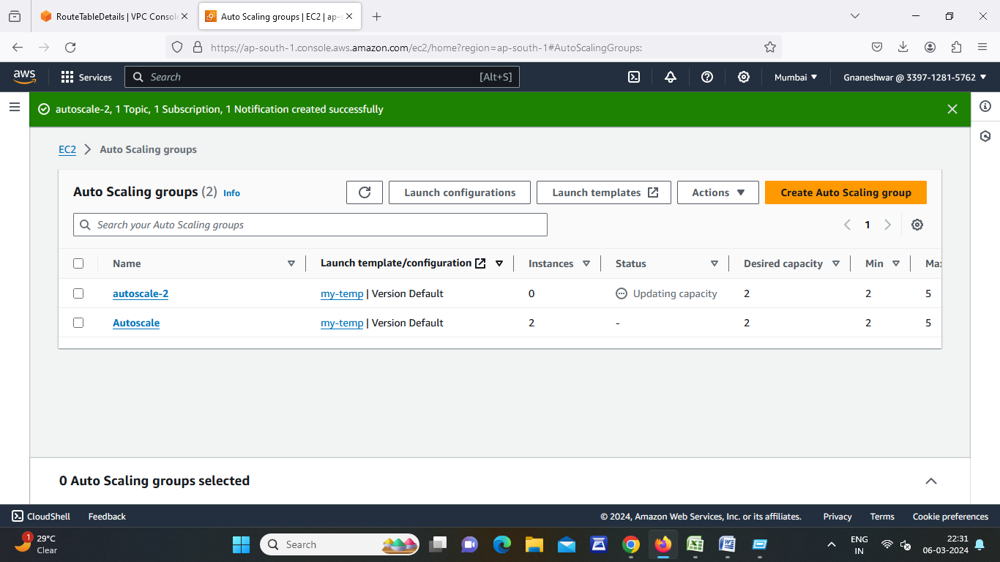 RouteTableDetails | VPC Consol
Auto Scaling groups | EC2 | ap-s
https://ap-south-1.console.aws.amazon.com/ec2/home?region=ap-south-1#AutoScalingGroups:
aws
Services
Search
[Alt+S]
Mumbai
Gnaneshwar @ 3397-1281-5762
autoscale-2, 1 Topic, 1 Subscription, 1 Notification created successfully
EC2 Auto Scaling groups
Auto Scaling groups (2) Info
Launch configurations
Launch templates
Actions
Create Auto Scaling group
Search your Auto Scaling groups
1
Name Launch template/configuration Instances Status Desired capacity Min Max
autoscale-2 my-temp | Version Default 0 Updating capacity 2 2 5
Autoscale my-temp | Version Default 2 - 2 2 5
0 Auto Scaling groups selected
CloudShell Feedback © 2024, Amazon Web Services, Inc. or its affiliates. Privacy Terms Cookie preferences
1
29°C
Clear
Search
ENG
IN
22:31
06-03-2024